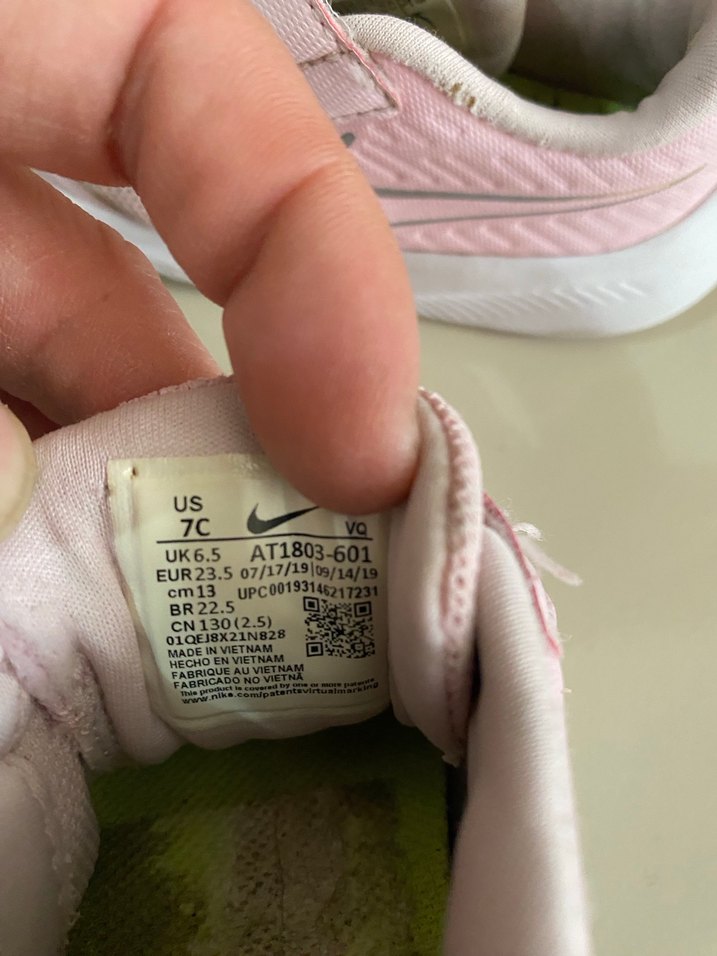 US
7C
VQ
UK 6.5 AT1803-601
EUR 23.5 07/17/19|09/14/19
cm 13 UPC00193146217231
BR 22.5
CN 130 (2.5)
01QEJ8X21N828
MADE IN VIETNAM
HECHO EN VIETNAM
FABRIQUE AU VIETNAM
FABRICADO NO VIETNÃ
This product is covered by one or more patents
www.nike.com/patentsvirtualmarking